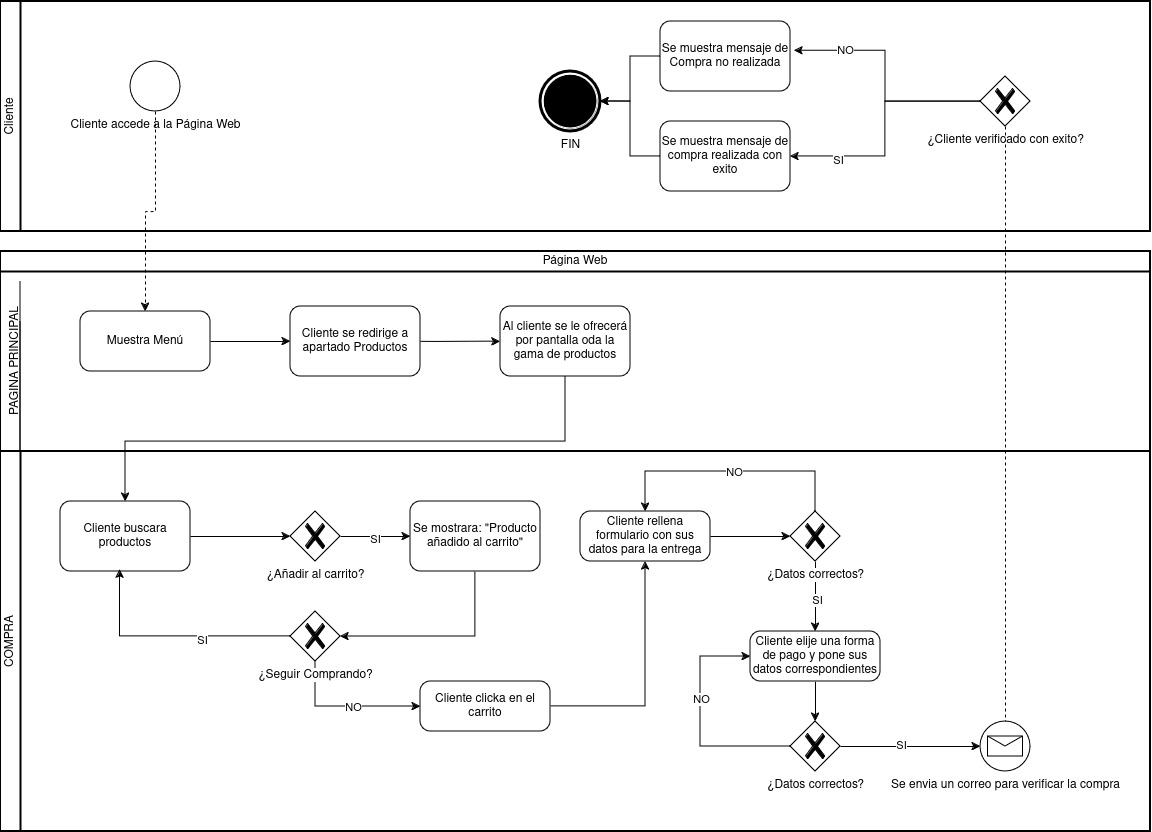 Cliente
Cliente accede a la Página Web
FIN
Se muestra mensaje de
Compra no realizada
NO
Se muestra mensaje de
compra realizada con
exito
SI
¿Cliente verificado con exito?
Página Web
PAGINA PRINCIPAL
Muestra Menú
Cliente se redirige a
apartado Productos
Al cliente se le ofrecerá
por pantalla oda la
gama de productos
COMPRA
Cliente buscara
productos
¿Añadir al carrito?
SI
Se mostrara: "Producto
añadido al carrito"
SI
¿Seguir Comprando?
NO
Cliente clicka en el
carrito
NO
Cliente rellena
formulario con sus
datos para la entrega
¿Datos correctos?
SI
Cliente elije una forma
de pago y pone sus
datos correspondientes
NO
¿Datos correctos?
SI
Se envia un correo para verificar la compra